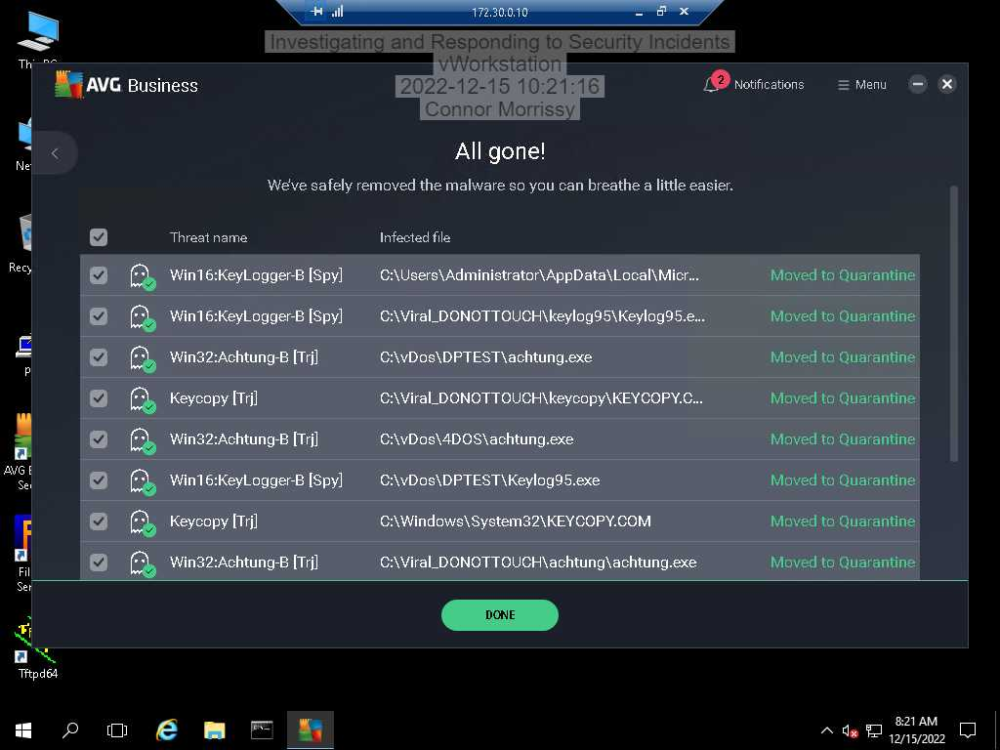 172.30.0.10
Investigating and Responding to Security Incidents
vWorkstation
2022-12-15 10:21:16
Connor Morrissy
AVG Business
2
Notifications
Menu
All gone!
We've safely removed the malware so you can breathe a little easier.
Threat name Infected file
Win16:KeyLogger-B [Spy] C:\Users\Administrator\AppData\Local\Micr... Moved to Quarantine
Win16:KeyLogger-B [Spy] C:\Viral_DONOTTOUCH\keylog95\Keylog95.e... Moved to Quarantine
Win32:Achtung-B [Trj] C:\vDos\DPTEST\achtung.exe Moved to Quarantine
Keycopy [Trj] C:\Viral_DONOTTOUCH\keycopy\KEYCOPY.C... Moved to Quarantine
Win32:Achtung-B [Trj] C:\vDos\4DOS\achtung.exe Moved to Quarantine
Win16:KeyLogger-B [Spy] C:\vDos\DPTEST\Keylog95.exe Moved to Quarantine
Keycopy [Trj] C:\Windows\System32\KEYCOPY.COM Moved to Quarantine
Win32:Achtung-B [Trj] C:\Viral_DONOTTOUCH\achtung\achtung.exe Moved to Quarantine
DONE
Recy
AVG
Tftpd64
8:21 AM
12/15/2022